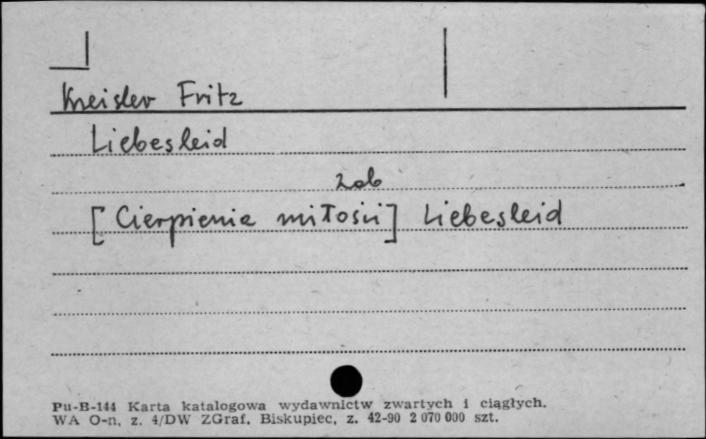 Kreisler Fritz
Liebesleid
zob
[Cierpienia miłości] Liebesleid
Pu-B-144 Karta katalogowa wydawnictw zwartych i ciągłych.
WA O-n, z. 4/DW ZGraf. Biskupiec, z. 42-90 2 070 000 szt.